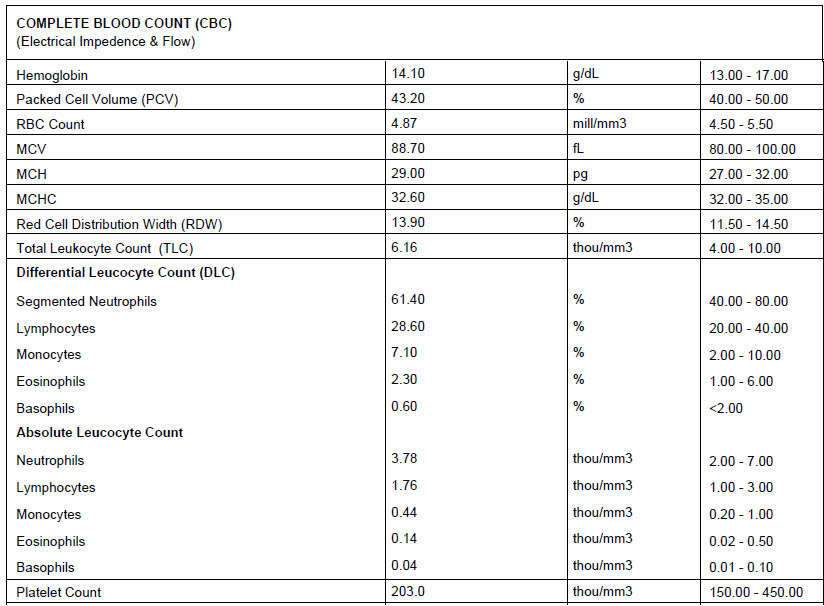 COMPLETE BLOOD COUNT (CBC)
(Electrical Impedence & Flow)
Hemoglobin 14.10 g/dL 13.00 - 17.00
Packed Cell Volume (PCV) 43.20 % 40.00 - 50.00
RBC Count 4.87 mill/mm3 4.50 - 5.50
MCV 88.70 fL 80.00 - 100.00
MCH 29.00 pg 27.00 - 32.00
MCHC 32.60 g/dL 32.00 - 35.00
Red Cell Distribution Width (RDW) 13.90 % 11.50 - 14.50
Total Leukocyte Count (TLC) 6.16 thou/mm3 4.00 - 10.00
Differential Leucocyte Count (DLC)
Segmented Neutrophils 61.40 % 40.00 - 80.00
Lymphocytes 28.60 % 20.00 - 40.00
Monocytes 7.10 % 2.00 - 10.00
Eosinophils 2.30 % 1.00 - 6.00
Basophils 0.60 % <2.00
Absolute Leucocyte Count
Neutrophils 3.78 thou/mm3 2.00 - 7.00
Lymphocytes 1.76 thou/mm3 1.00 - 3.00
Monocytes 0.44 thou/mm3 0.20 - 1.00
Eosinophils 0.14 thou/mm3 0.02 - 0.50
Basophils 0.04 thou/mm3 0.01 - 0.10
Platelet Count 203.0 thou/mm3 150.00 - 450.00